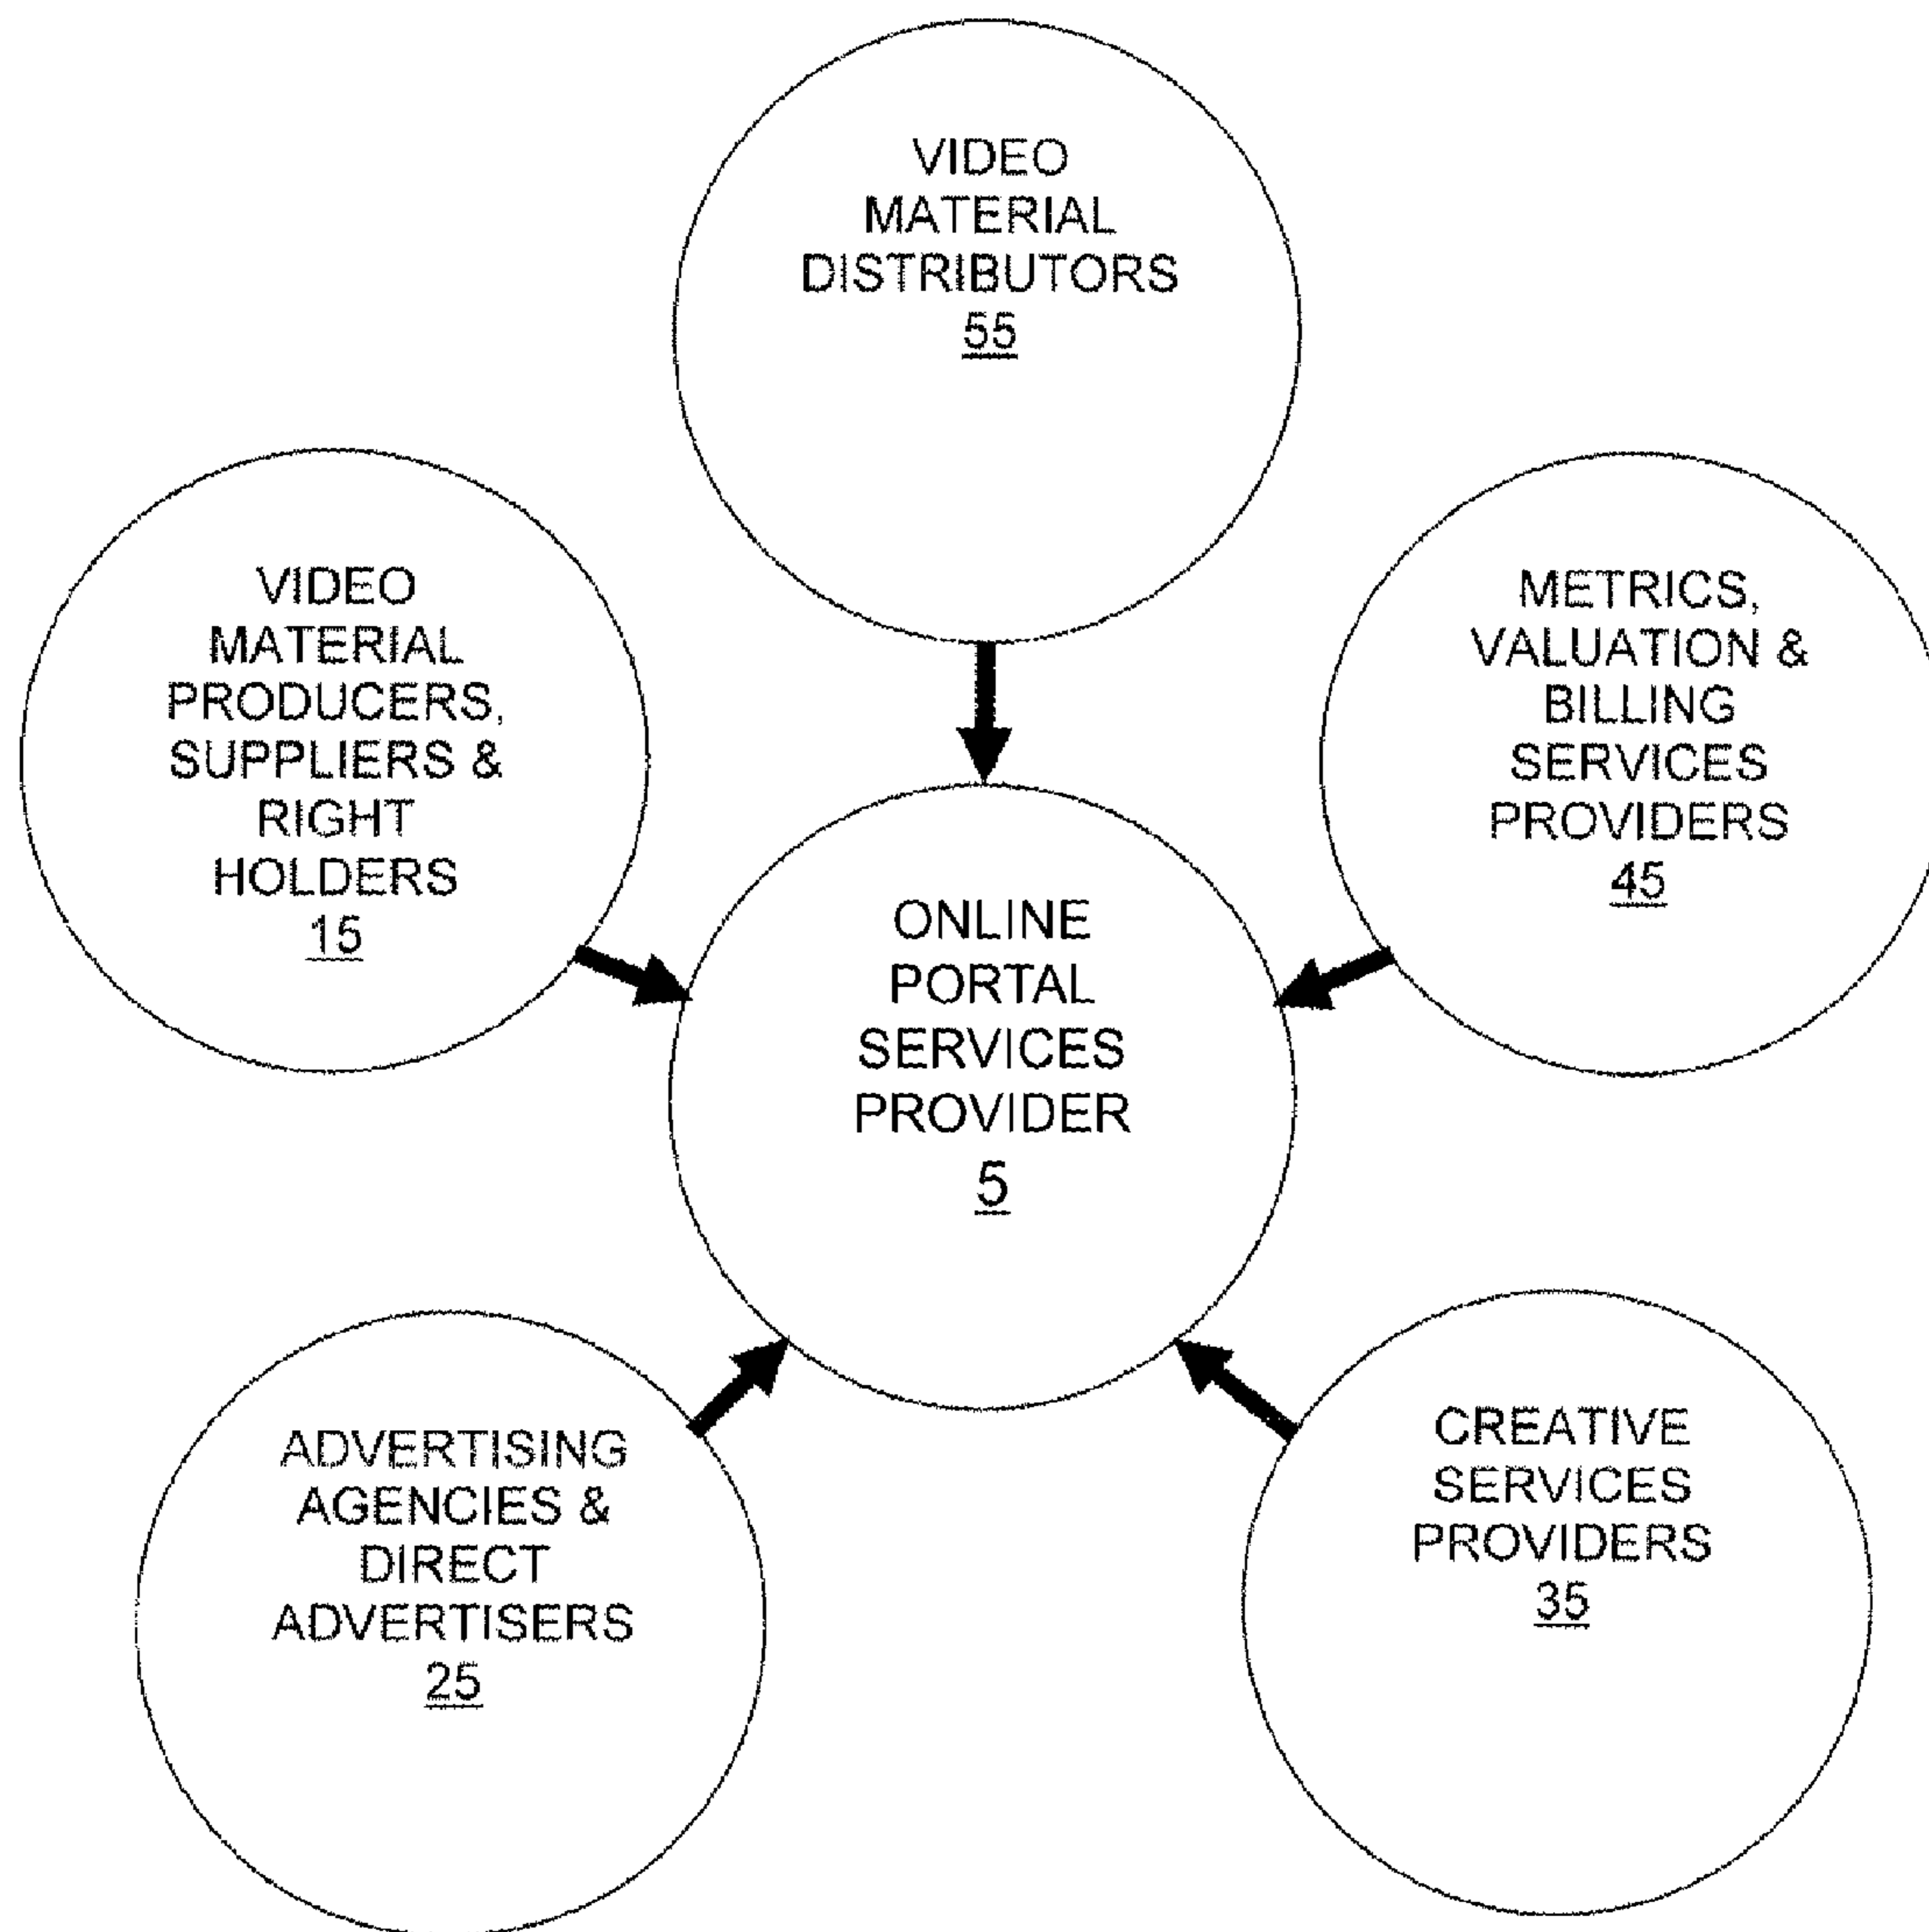 VIDEO
MATERIAL
DISTRIBUTORS
55
VIDEO
MATERIAL
PRODUCERS,
SUPPLIERS &
RIGHT
HOLDERS
15
METRICS,
VALUATION &
BILLING
SERVICES
PROVIDERS
45
ONLINE
PORTAL
SERVICES
PROVIDER
5
ADVERTISING
AGENCIES &
DIRECT
ADVERTISERS
25
CREATIVE
SERVICES
PROVIDERS
35